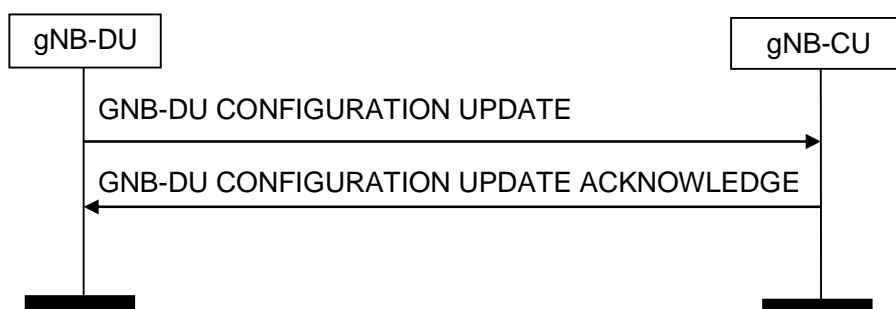 gNB-DU
gNB-CU
GNB-DU CONFIGURATION UPDATE
GNB-DU CONFIGURATION UPDATE ACKNOWLEDGE